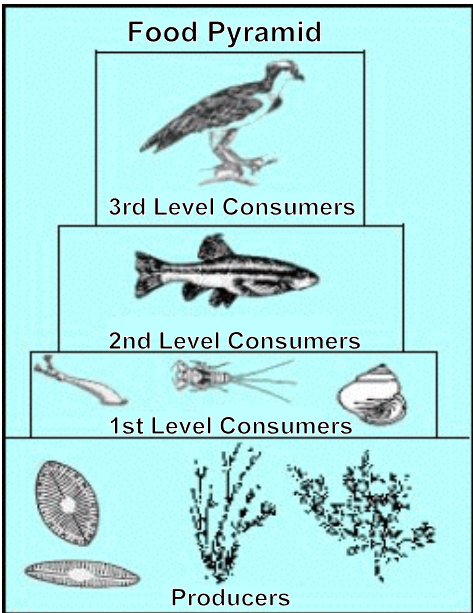 Food Pyramid
3rd Level Consumers
2nd Level Consumers
1st Level Consumers
Producers